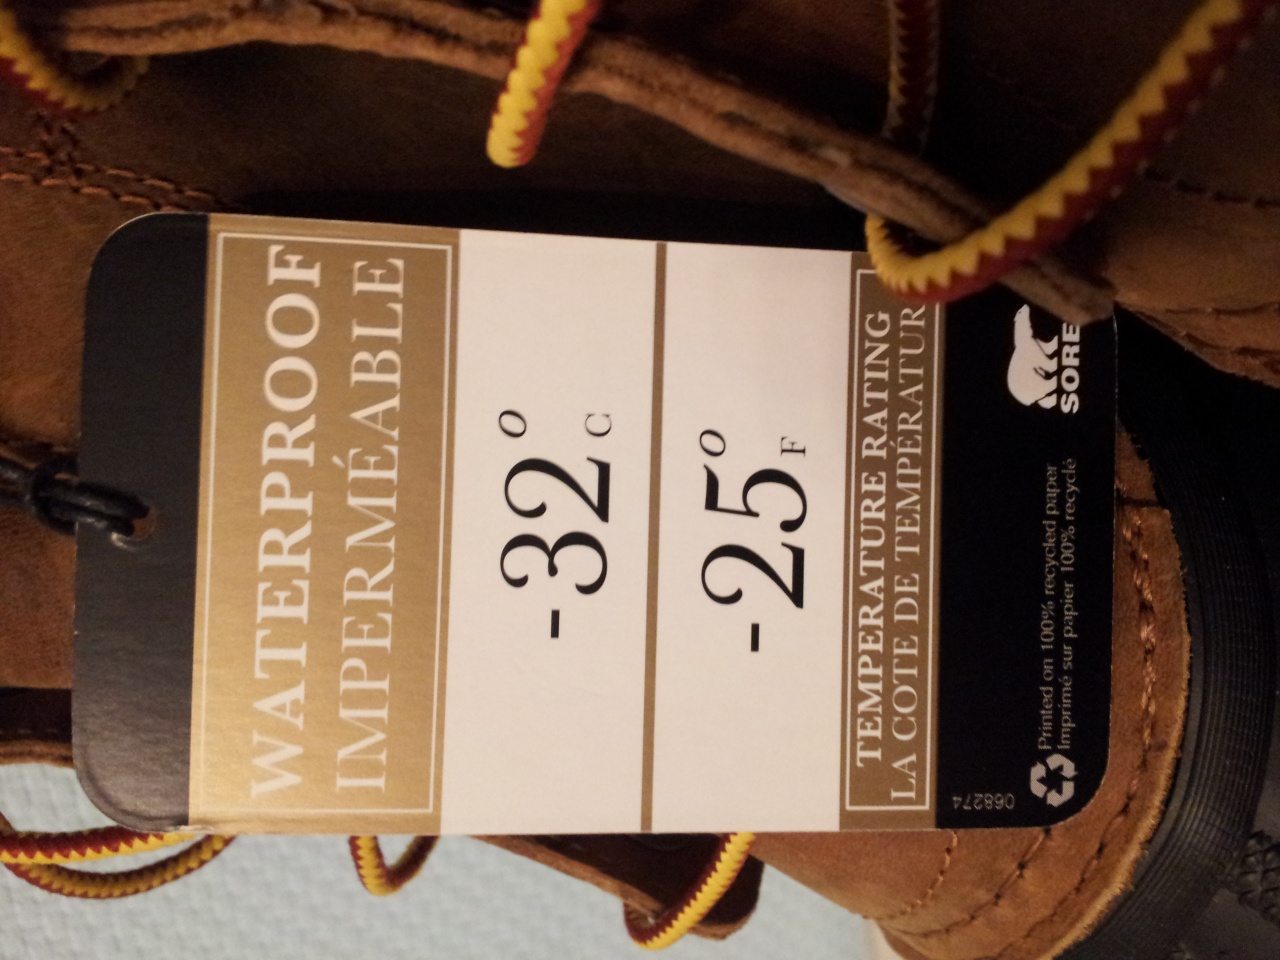 WATERPROOF
IMPERMÉABLE
-32°C
-25°F
TEMPERATURE RATING
LA COTE DE TEMPÉRATUR
068274
Printed on 100% recycled paper
Imprimé sur papier 100% recyclé
SORE